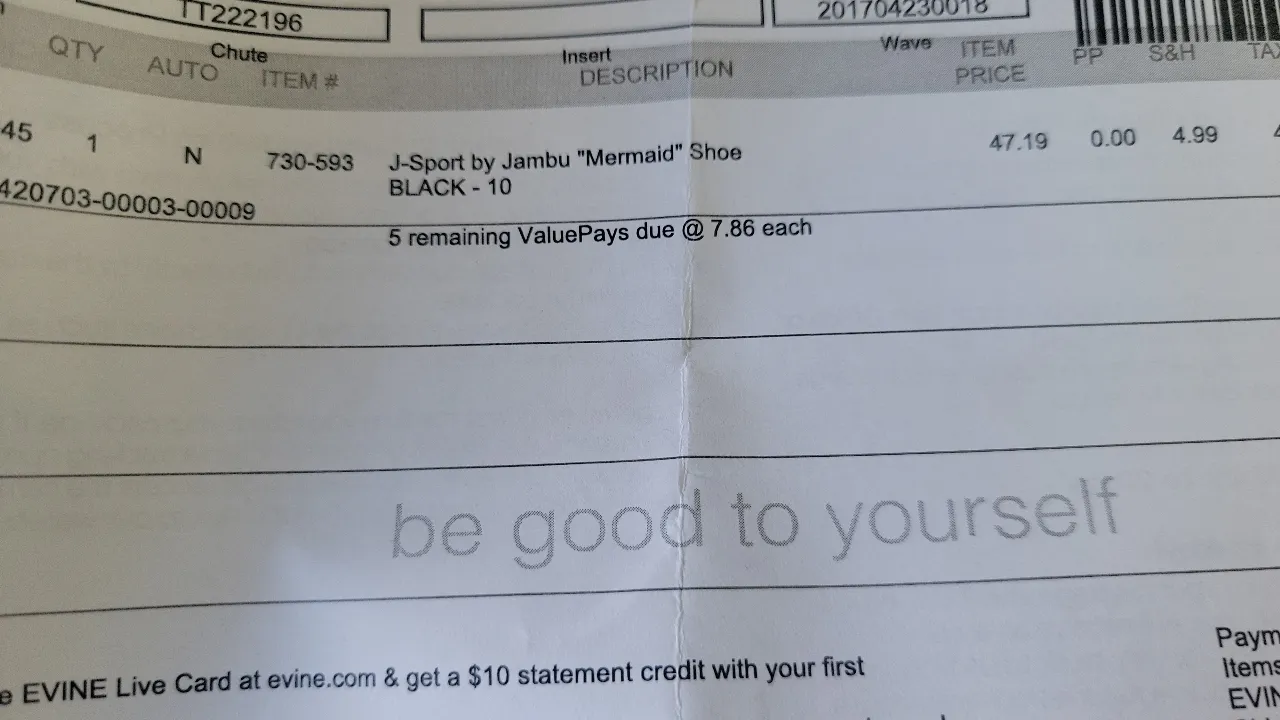 TT222196
201704230018
Chute
Insert
Wave
QTY AUTO ITEM # DESCRIPTION ITEM PRICE PP S&H
45 1 N 730-593 J-Sport by Jambu "Mermaid" Shoe 47.19 0.00 4.99
BLACK - 10
420703-00003-00009
5 remaining ValuePays due @ 7.86 each
be good to yourself
EVINE Live Card at evine.com & get a $10 statement credit with your first
Items